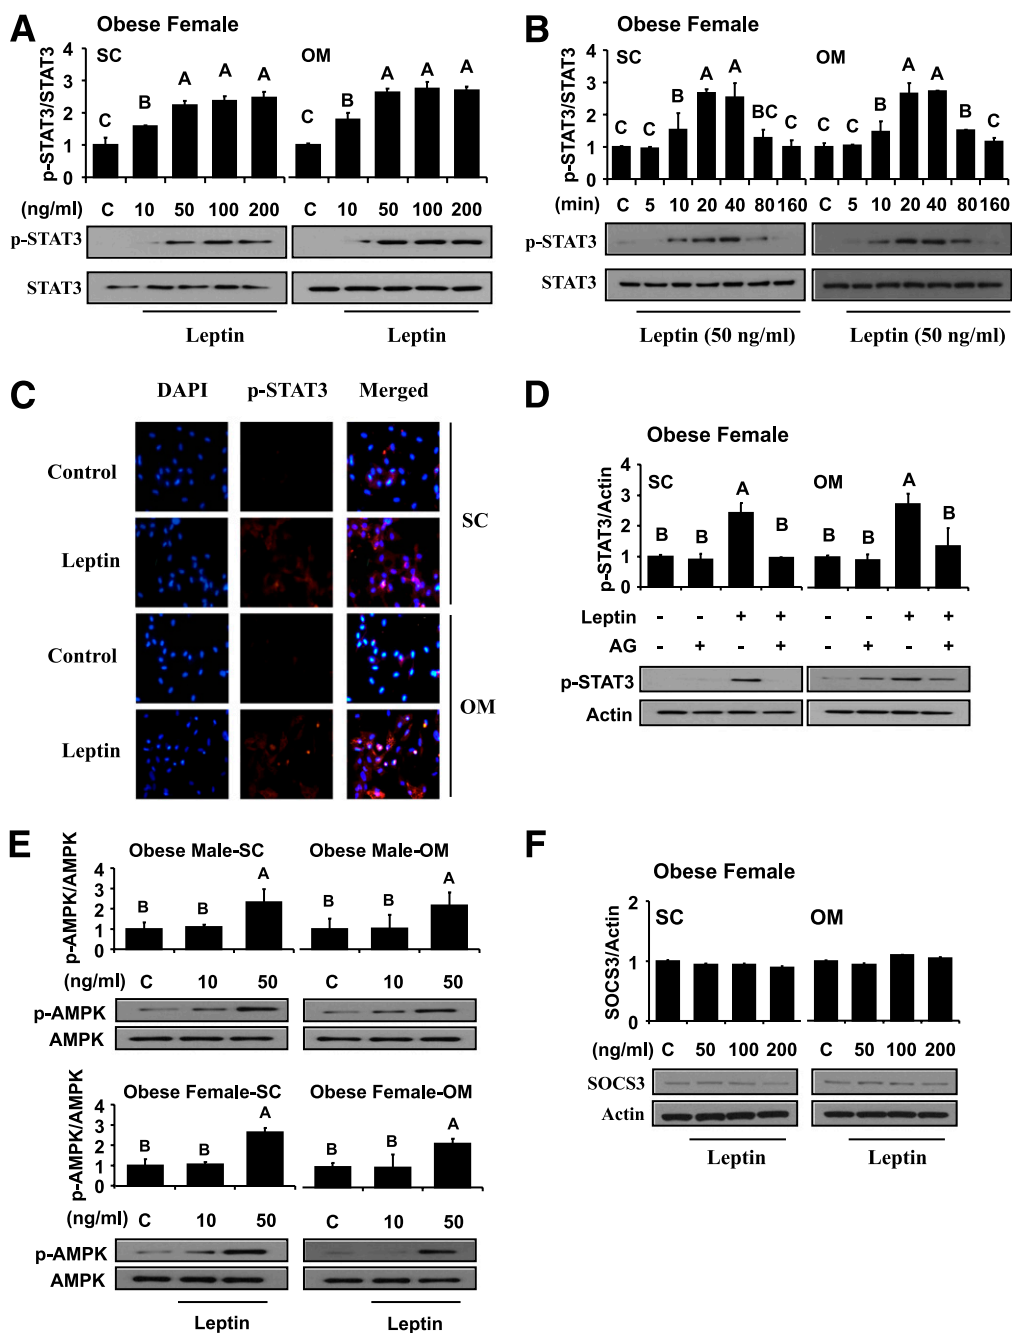 A
Obese Female
p-STAT3/STAT3
4
3
2
1
0
SC
C B A A A
OM
C B A A A
(ng/ml) C 10 50 100 200 C 10 50 100 200
p-STAT3
STAT3
Leptin Leptin
B
Obese Female
p-STAT3/STAT3
4
3
2
1
0
SC
C C B A A BC C
OM
C C B A A B C
(min) C 5 10 20 40 80 160 C 5 10 20 40 80 160
p-STAT3
STAT3
Leptin (50 ng/ml) Leptin (50 ng/ml)
C
DAPI p-STAT3 Merged
Control
Leptin
SC
Control
Leptin
OM
D
Obese Female
p-STAT3/Actin
4
3
2
1
0
SC
B B A B
OM
B B A B
Leptin - - + + - - + +
AG - + - + - + - +
p-STAT3
Actin
E
Obese Male-SC Obese Male-OM
p-AMPK/AMPK
4
3
2
1
0
B B A B B A
(ng/ml) C 10 50 C 10 50
p-AMPK
AMPK
Obese Female-SC Obese Female-OM
p-AMPK/AMPK
4
3
2
1
0
B B A B B A
(ng/ml) C 10 50 C 10 50
p-AMPK
AMPK
Leptin Leptin
F
Obese Female
SOCS3/Actin
2
1
0
SC OM
(ng/ml) C 50 100 200 C 50 100 200
SOCS3
Actin
Leptin Leptin